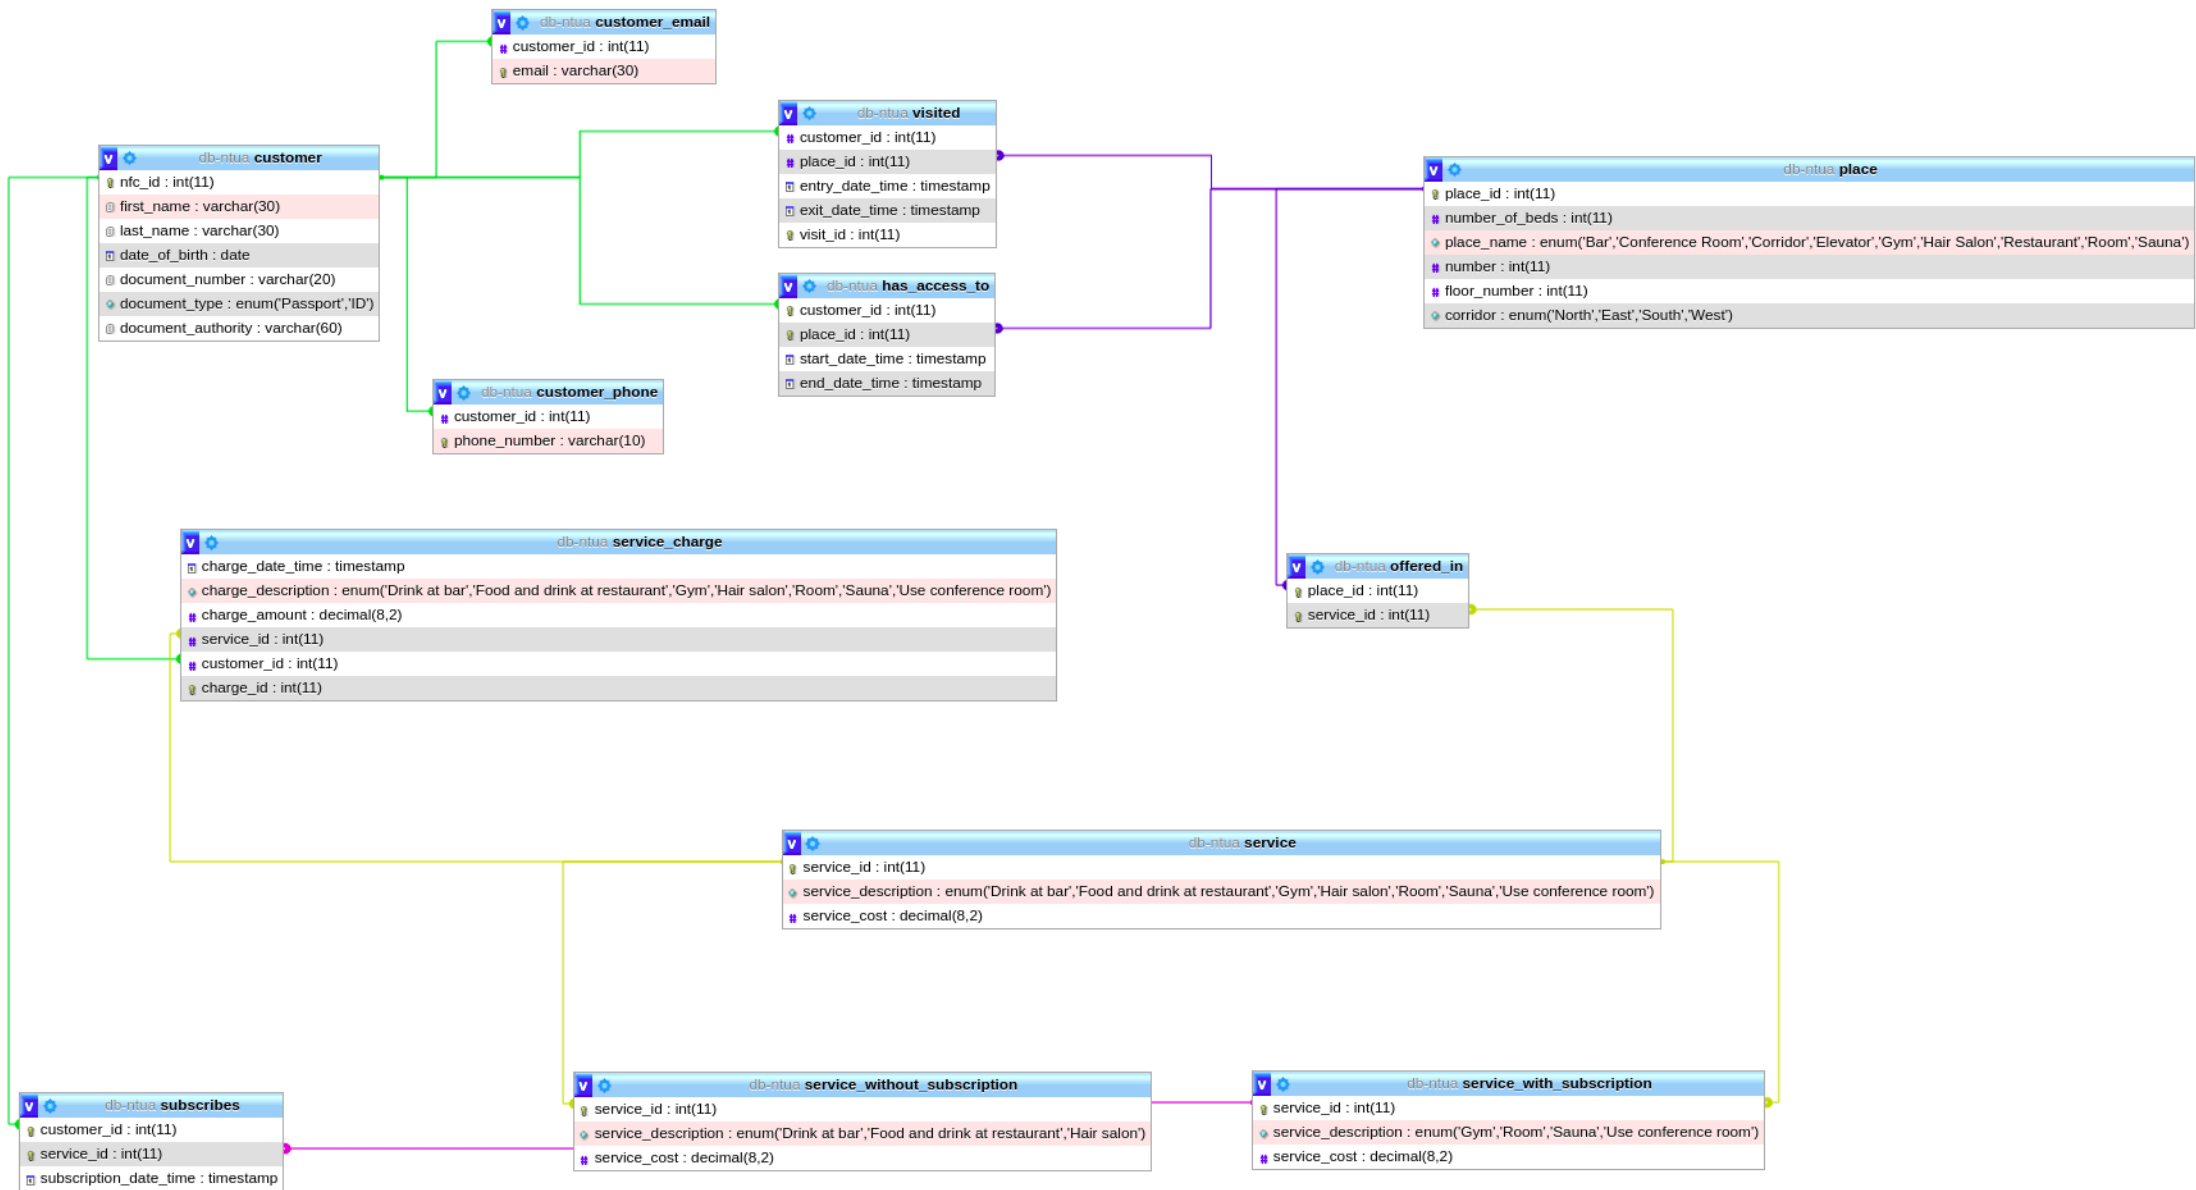 db-ntua customer_email
customer_id : int(11)
email : varchar(30)
db-ntua visited
customer_id : int(11)
place_id : int(11)
entry_date_time : timestamp
exit_date_time : timestamp
visit_id : int(11)
db-ntua customer
nfc_id : int(11)
first_name : varchar(30)
last_name : varchar(30)
date_of_birth : date
document_number : varchar(20)
document_type : enum('Passport','ID')
document_authority : varchar(60)
db-ntua place
place_id : int(11)
number_of_beds : int(11)
place_name : enum('Bar','Conference Room','Corridor','Elevator','Gym','Hair Salon','Restaurant','Room','Sauna')
number : int(11)
floor_number : int(11)
corridor : enum('North','East','South','West')
db-ntua has_access_to
customer_id : int(11)
place_id : int(11)
start_date_time : timestamp
end_date_time : timestamp
db-ntua customer_phone
customer_id : int(11)
phone_number : varchar(10)
db-ntua service_charge
charge_date_time : timestamp
charge_description : enum('Drink at bar','Food and drink at restaurant','Gym','Hair salon','Room','Sauna','Use conference room')
charge_amount : decimal(8,2)
service_id : int(11)
customer_id : int(11)
charge_id : int(11)
db-ntua offered_in
place_id : int(11)
service_id : int(11)
db-ntua service
service_id : int(11)
service_description : enum('Drink at bar','Food and drink at restaurant','Gym','Hair salon','Room','Sauna','Use conference room')
service_cost : decimal(8,2)
db-ntua subscribes
customer_id : int(11)
service_id : int(11)
subscription_date_time : timestamp
db-ntua service_without_subscription
service_id : int(11)
service_description : enum('Drink at bar','Food and drink at restaurant','Hair salon')
service_cost : decimal(8,2)
db-ntua service_with_subscription
service_id : int(11)
service_description : enum('Gym','Room','Sauna','Use conference room')
service_cost : decimal(8,2)